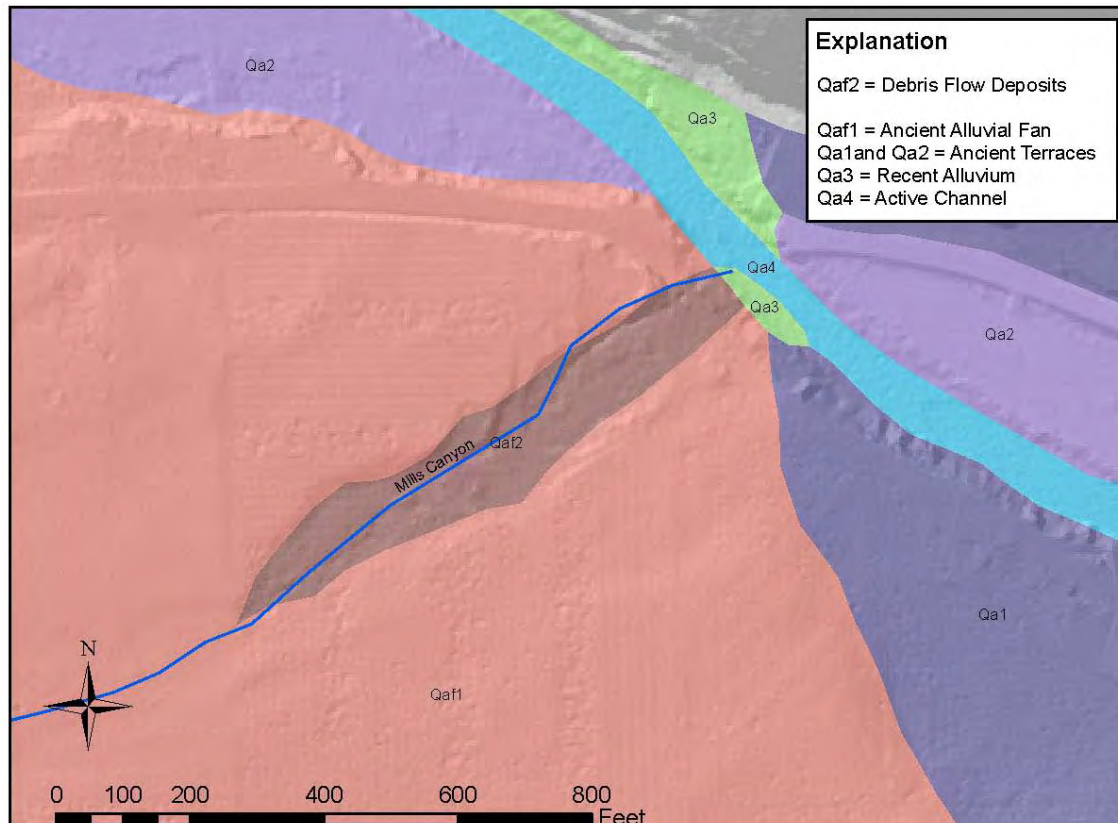 Explanation
Qaf2 = Debris Flow Deposits
Qaf1 = Ancient Alluvial Fan
Qa1and Qa2 = Ancient Terraces
Qa3 = Recent Alluvium
Qa4 = Active Channel
Qa2
Qa3
Qa4
Qa3
Qa2
Mills Canyon
Qaf2
Qa1
Qaf1
N
0 100 200 400 600 800
Feet